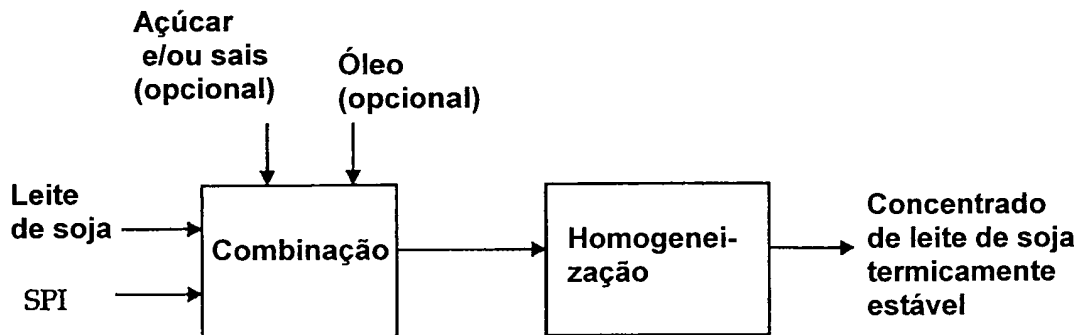 Açúcar
e/ou sais
(opcional)
Óleo
(opcional)
Leite
de soja
SPI
Combinação
Homogenei-
zação
Concentrado
de leite de soja
termicamente
estável